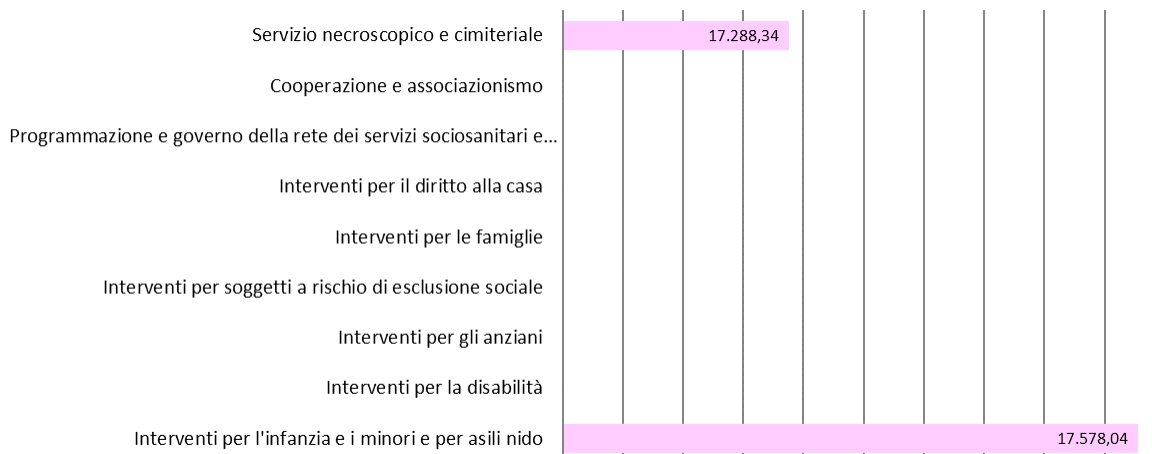 Servizio necroscopico e cimiteriale 17.288,34
Cooperazione e associazionismo
Programmazione e governo della rete dei servizi sociosanitari e...
Interventi per il diritto alla casa
Interventi per le famiglie
Interventi per soggetti a rischio di esclusione sociale
Interventi per gli anziani
Interventi per la disabilità
Interventi per l'infanzia e i minori e per asili nido 17.578,04